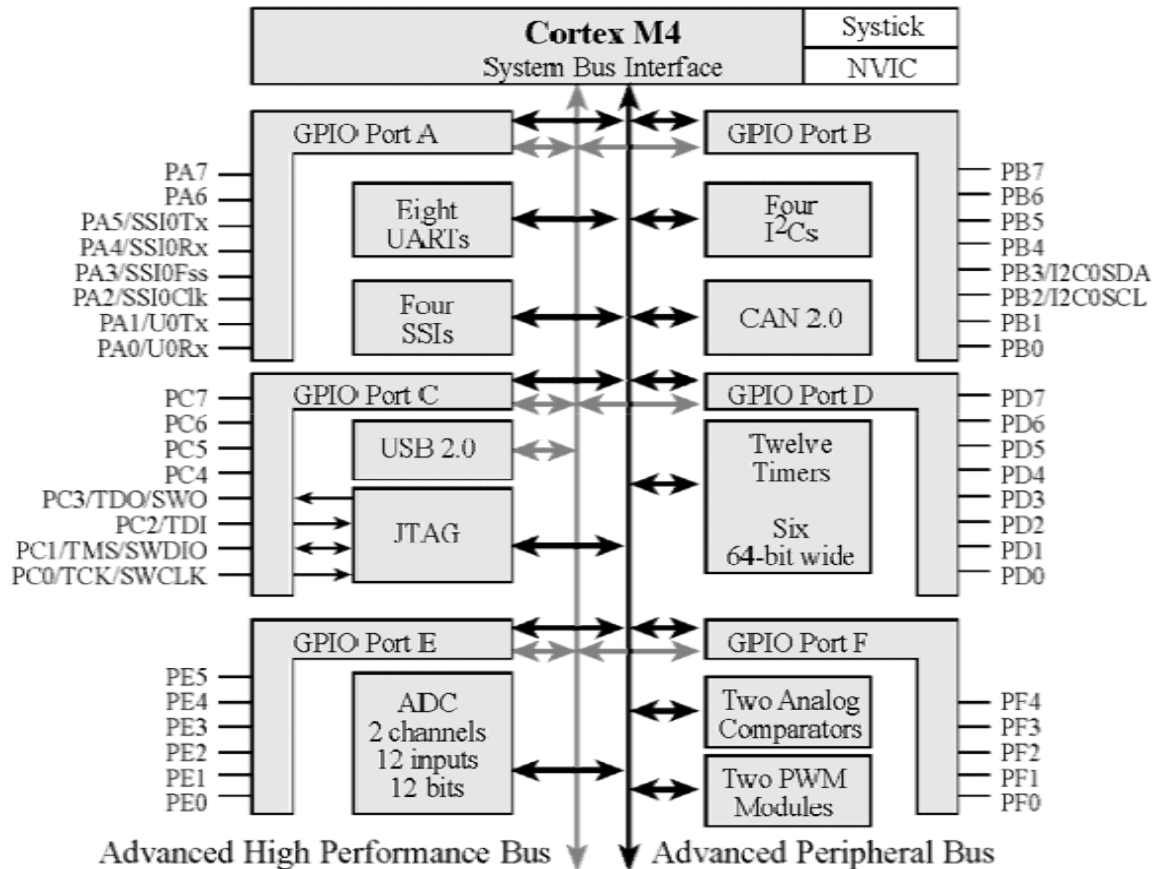 Cortex M4
System Bus Interface
Systick
NVIC
GPIO Port A
GPIO Port B
PA7
PA6
PA5/SSI0Tx
PA4/SSI0Rx
PA3/SSI0Fss
PA2/SSI0Clk
PA1/U0Tx
PA0/U0Rx
Eight
UARTs
Four
SSIs
Four
I²Cs
CAN 2.0
PB7
PB6
PB5
PB4
PB3/I2C0SDA
PB2/I2C0SCL
PB1
PB0
GPIO Port C
GPIO Port D
PC7
PC6
PC5
PC4
PC3/TDO/SWO
PC2/TDI
PC1/TMS/SWDIO
PC0/TCK/SWCLK
USB 2.0
JTAG
Twelve
Timers
Six
64-bit wide
PD7
PD6
PD5
PD4
PD3
PD2
PD1
PD0
GPIO Port E
GPIO Port F
PE5
PE4
PE3
PE2
PE1
PE0
ADC
2 channels
12 inputs
12 bits
Two Analog
Comparators
Two PWM
Modules
PF4
PF3
PF2
PF1
PF0
Advanced High Performance Bus
Advanced Peripheral Bus